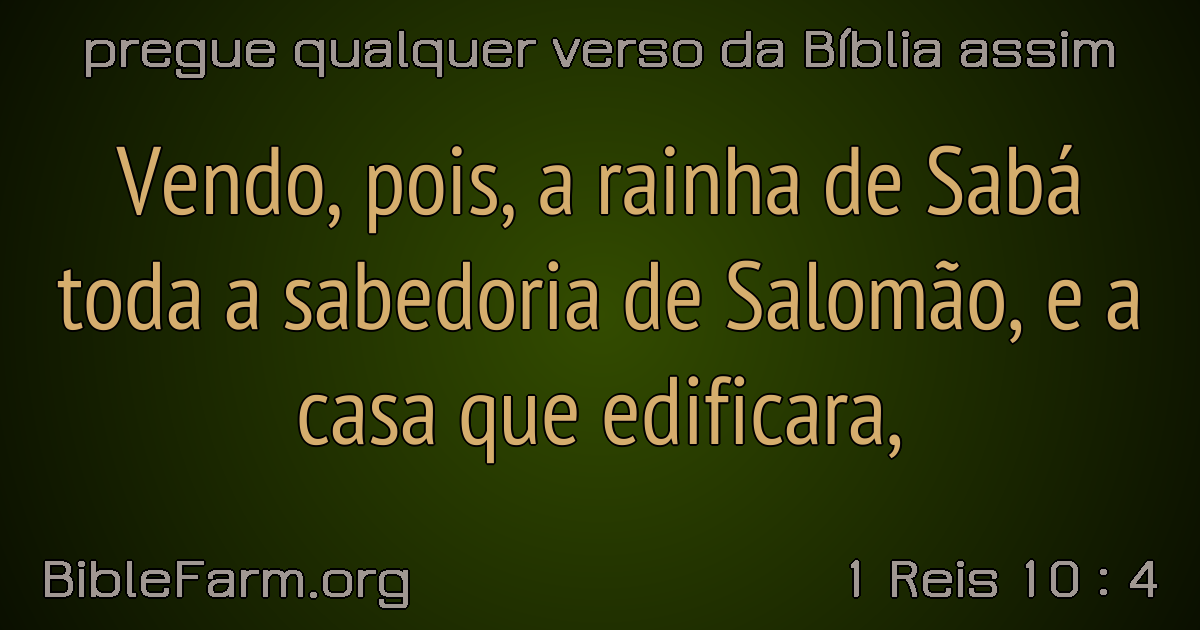 pregue qualquer verso da Bíblia assim
Vendo, pois, a rainha de Sabá
toda a sabedoria de Salomão, e a
casa que edificara,
BibleFarm.org
1 Reis 10 : 4